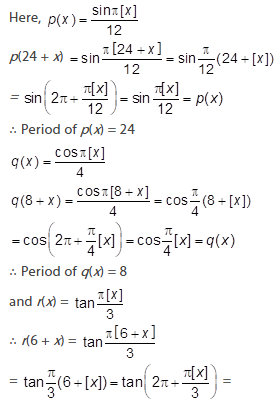 Here, p(x) = sinπ[x]/12
p(24 + x) = sin π[24 + x]/12 = sin π/12 (24 + [x])
= sin(2π + π[x]/12) = sin π[x]/12 = p(x)
∴ Period of p(x) = 24
q(x) = cosπ[x]/4
q(8 + x) = cosπ[8 + x]/4 = cos π/4 (8 + [x])
= cos(2π + π/4 [x]) = cos π/4 [x] = q(x)
∴ Period of q(x) = 8
and r(x) = tan π[x]/3
∴ r(6 + x) = tan π[6 + x]/3
= tan π/3 (6 + [x]) = tan(2π + π[x]/3) =